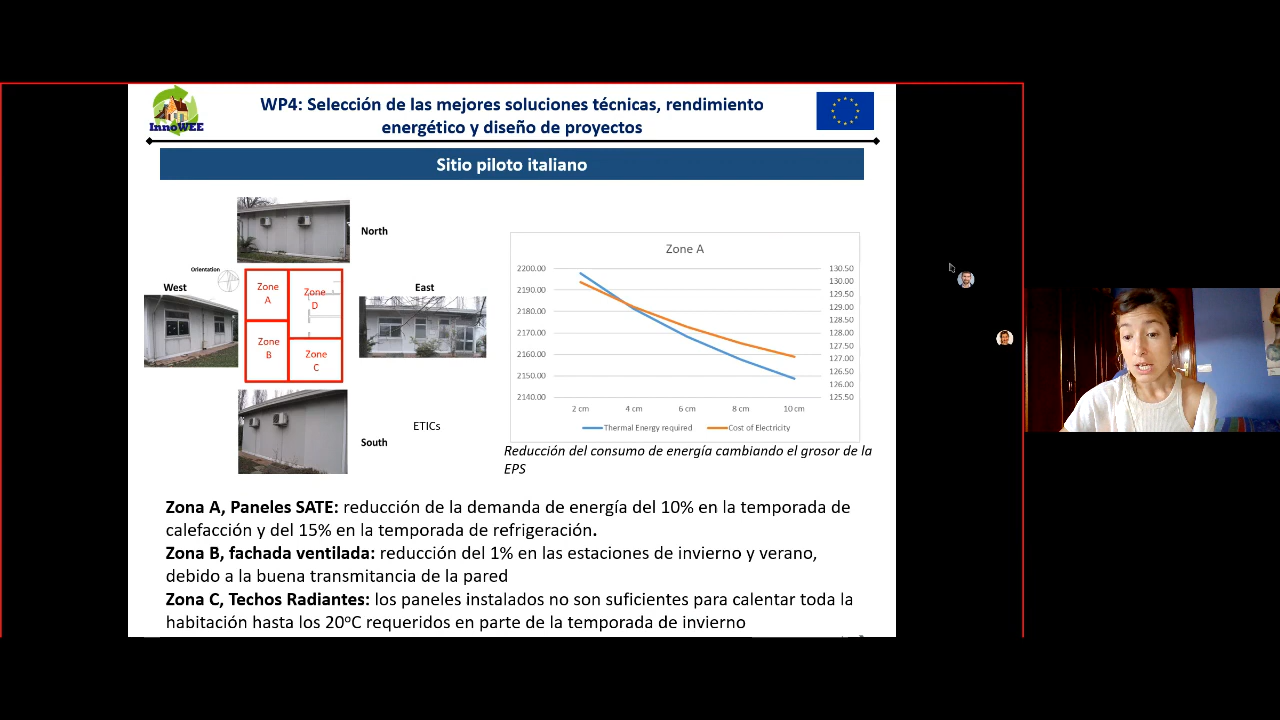 InnoWEE
WP4: Selección de las mejores soluciones técnicas, rendimiento
energético y diseño de proyectos
Sitio piloto italiano
North
Orientation
West
East
Zone
A
Zone
D
Zone
B
Zone
C
South
ETICs
Zone A
2200.00
2190.00
2180.00
2170.00
2160.00
2150.00
2140.00
130.50
130.00
129.50
129.00
128.50
128.00
127.50
127.00
126.50
126.00
125.50
2 cm 4 cm 6 cm 8 cm 10 cm
Thermal Energy required Cost of Electricity
Reducción del consumo de energía cambiando el grosor de la
EPS
Zona A, Paneles SATE: reducción de la demanda de energía del 10% en la temporada de
calefacción y del 15% en la temporada de refrigeración.
Zona B, fachada ventilada: reducción del 1% en las estaciones de invierno y verano,
debido a la buena transmitancia de la pared
Zona C, Techos Radiantes: los paneles instalados no son suficientes para calentar toda la
habitación hasta los 20ºC requeridos en parte de la temporada de invierno